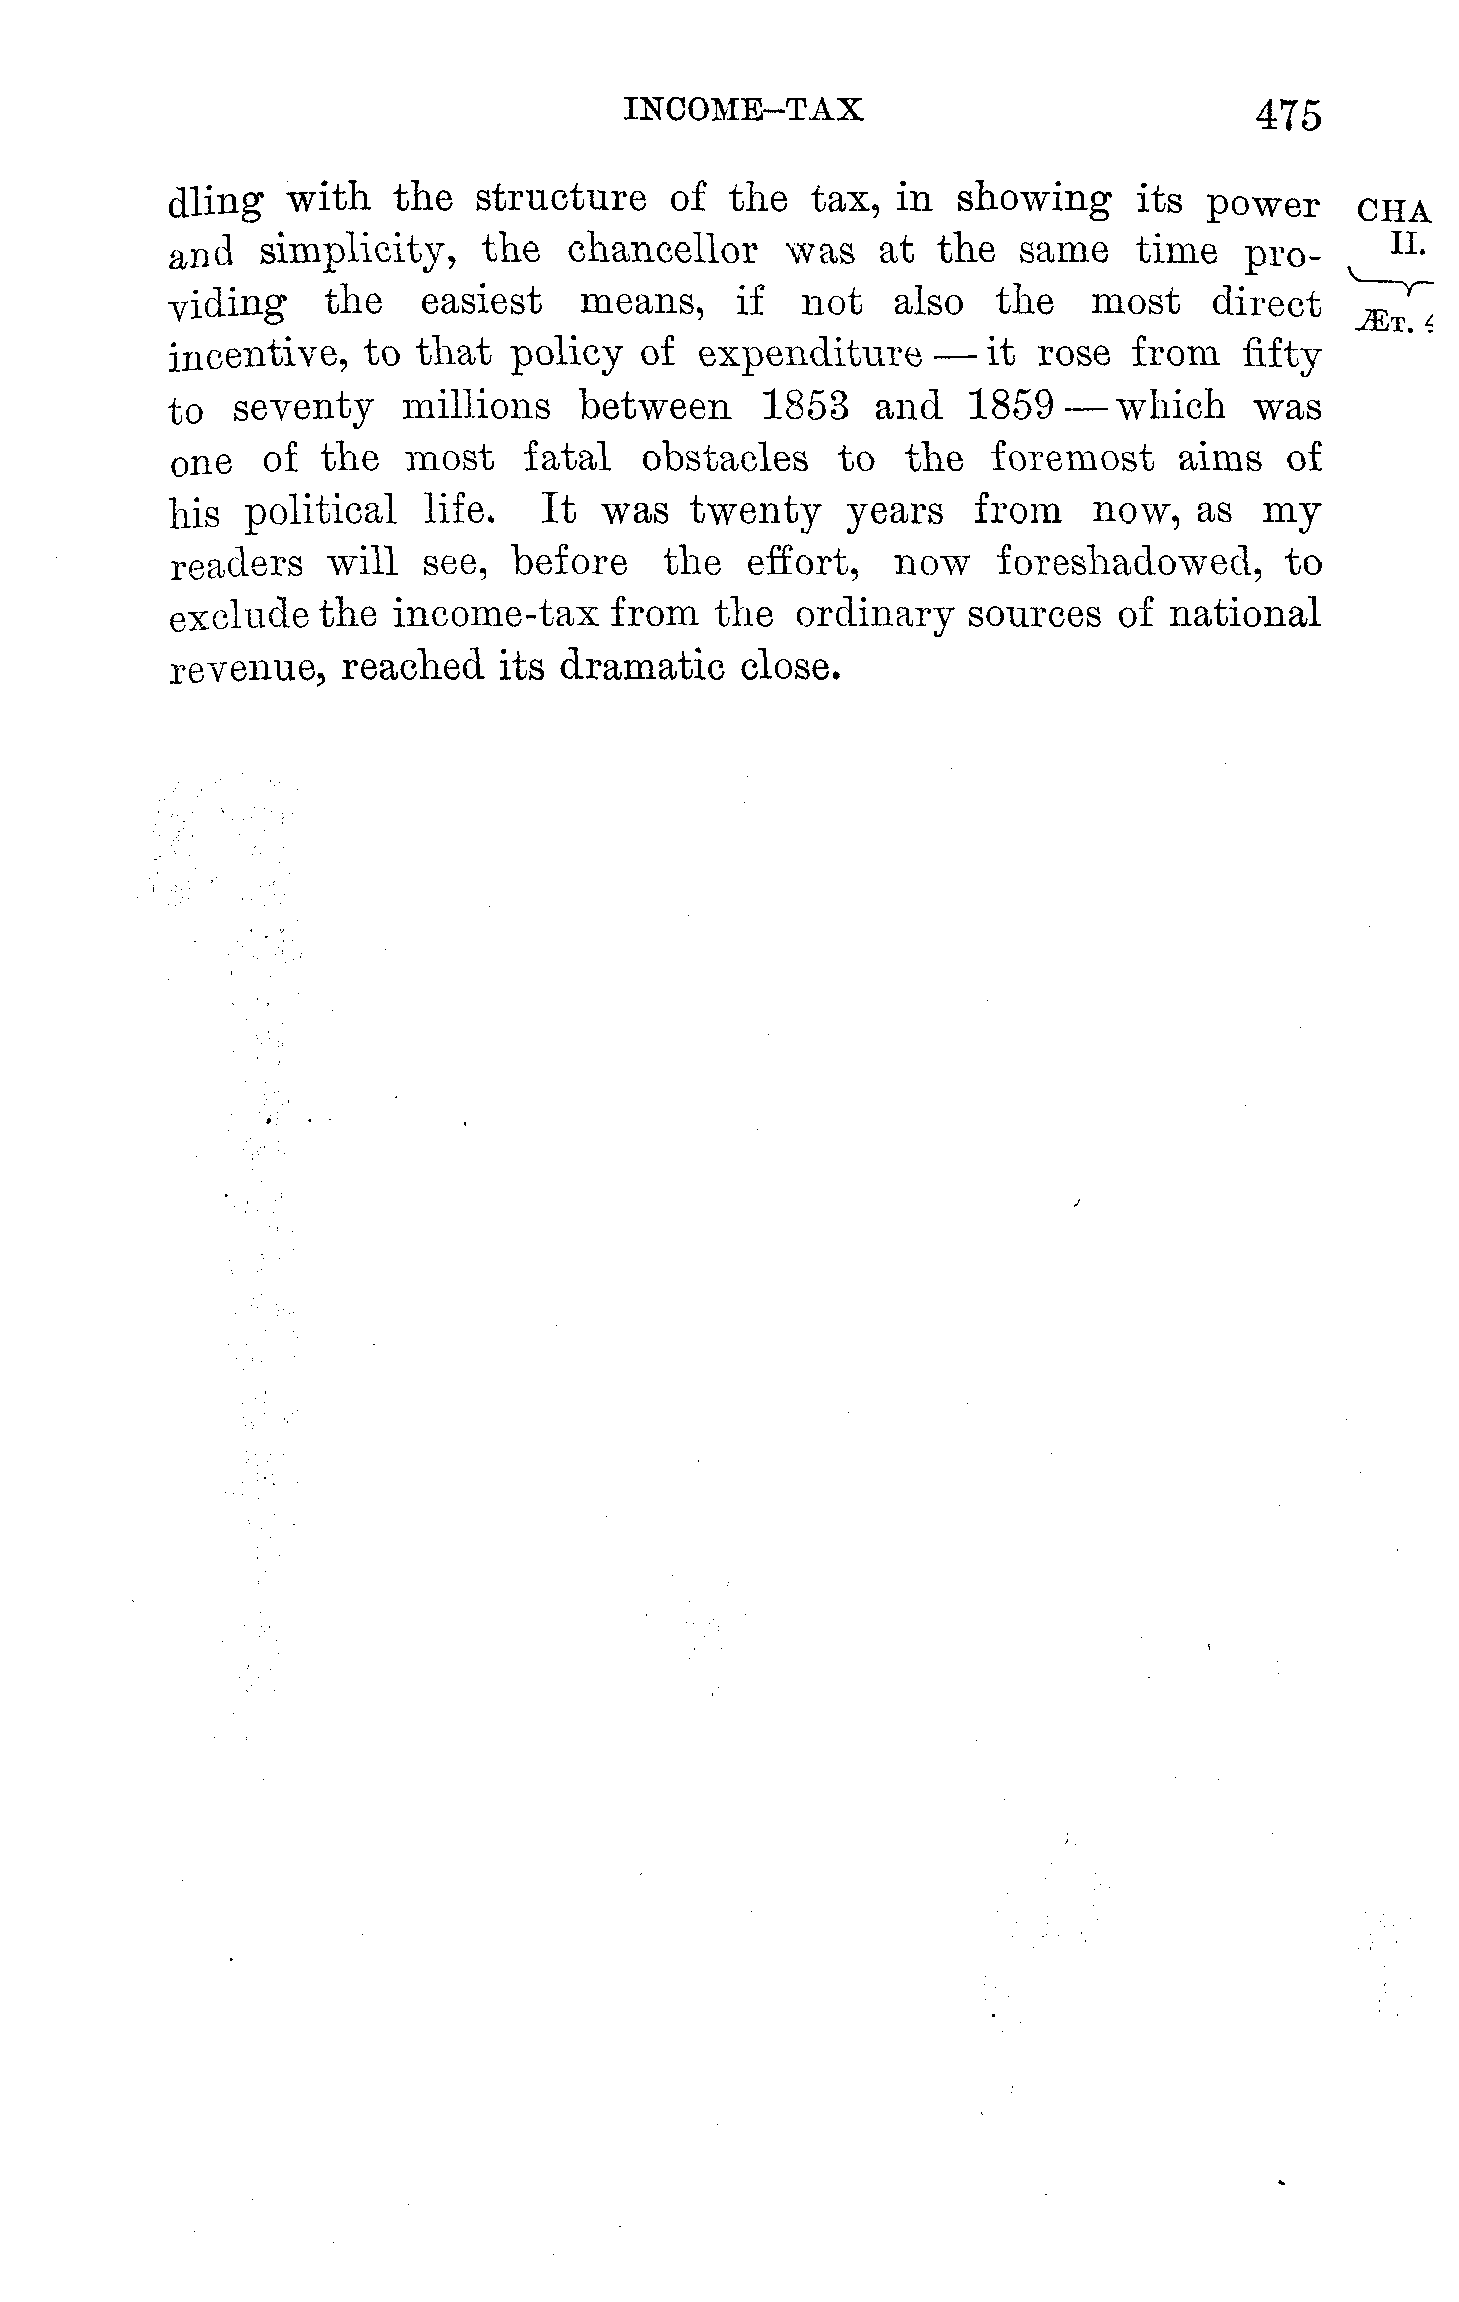 INCOME-TAX 475
dling with the structure of the tax, in showing its power
and simplicity, the chancellor was at the same time pro-
viding the easiest means, if not also the most direct
incentive, to that policy of expenditure — it rose from fifty
to seventy millions between 1853 and 1859 — which was
one of the most fatal obstacles to the foremost aims of
his political life. It was twenty years from now, as my
readers will see, before the effort, now foreshadowed, to
exclude the income-tax from the ordinary sources of national
revenue, reached its dramatic close.
CHA
II.
ÆT.